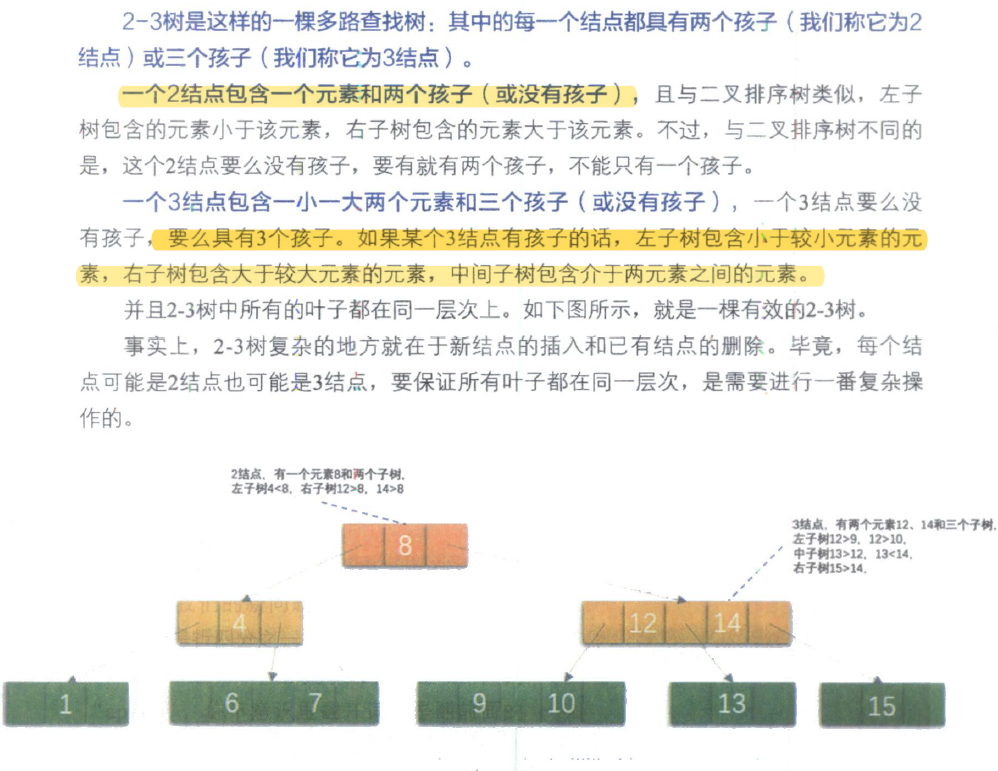 2-3树是这样的一棵多路查找树：其中的每一个结点都具有两个孩子（我们称它为2
结点）或三个孩子（我们称它为3结点）。
一个2结点包含一个元素和两个孩子（或没有孩子），且与二叉排序树类似，左子
树包含的元素小于该元素，右子树包含的元素大于该元素。不过，与二叉排序树不同的
是，这个2结点要么没有孩子，要有就有两个孩子，不能只有一个孩子。
一个3结点包含一小一大两个元素和三个孩子（或没有孩子），一个3结点要么没
有孩子，要么具有3个孩子。如果某个3结点有孩子的话，左子树包含小于较小元素的元
素，右子树包含大于较大元素的元素，中间子树包含介于两元素之间的元素。
并且2-3树中所有的叶子都在同一层次上。如下图所示，就是一棵有效的2-3树。
事实上，2-3树复杂的地方就在于新结点的插入和已有结点的删除。毕竟，每个结
点可能是2结点也可能是3结点，要保证所有叶子都在同一层次，是需要进行一番复杂操
作的。
2结点，有一个元素8和两个子树，
左子树4<8，右子树12>8，14>8
3结点，有两个元素12、14和三个子树，
左子树12>9，12>10，
中子树13>12，13<14，
右子树15>14，
8
4
12 14
1
6 7
9 10
13
15